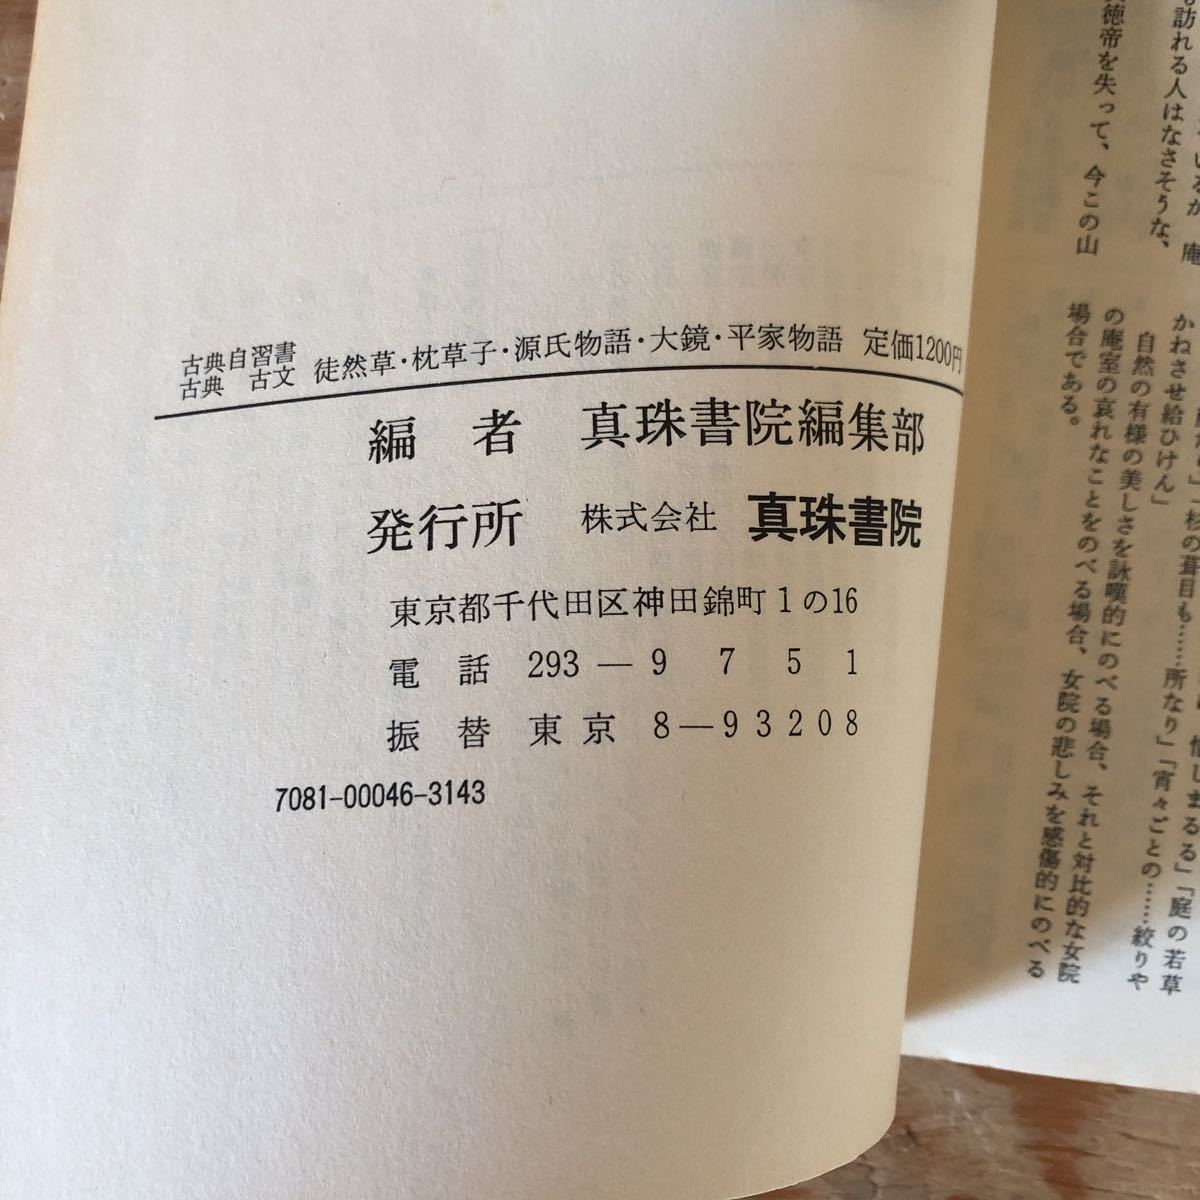 も訪れる人はなさそうな、
徳帝を失って、今この山
かねさせ給ひけん」
自然の有様の美しさを詠嘆的にのべる場合、それと対比的な女院
の庵室の哀れなことをのべる場合、女院の悲しみを感傷的にのべる
場合である。
古典自習書
古典 古文
徒然草・枕草子・源氏物語・大鏡・平家物語 定価1200円
編者 真珠書院編集部
発行所 株式会社 真珠書院
東京都千代田区神田錦町1の16
電話 293―9751
振替 東京 8―93208
7081-00046-3143